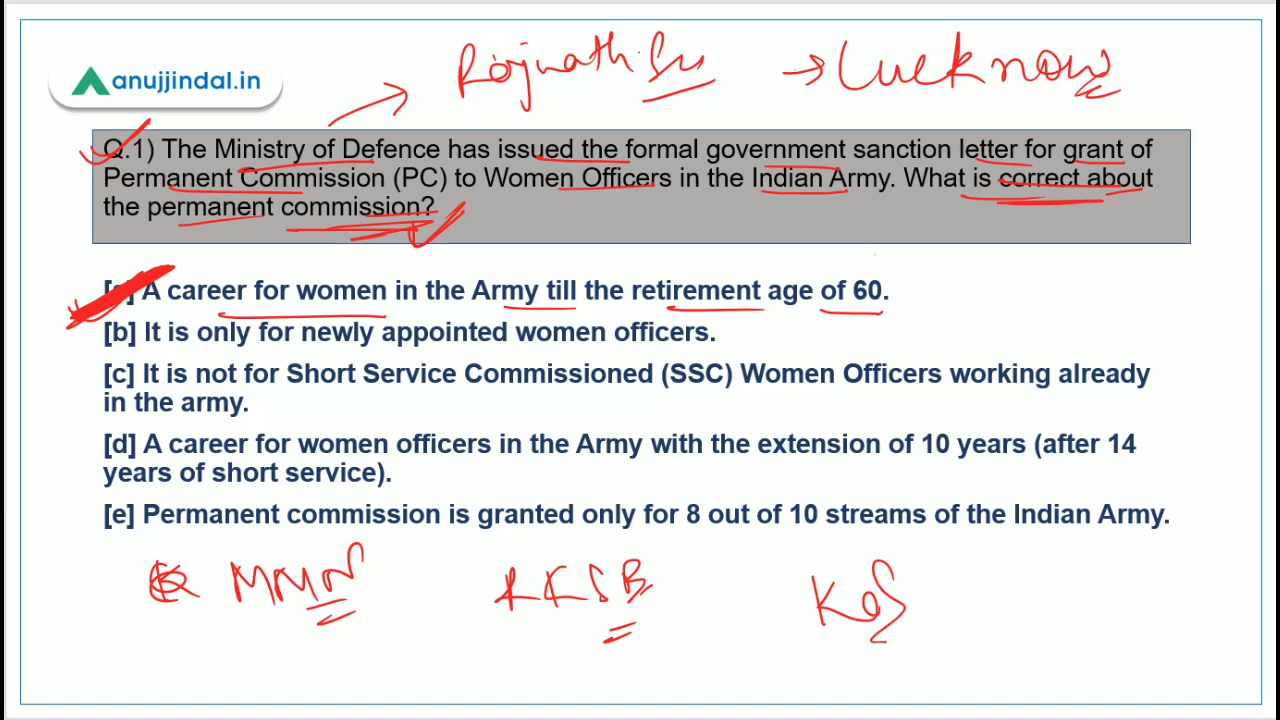 Rajnath Sin → Lucknow
anujjindal.in
Q.1) The Ministry of Defence has issued the formal government sanction letter for grant of
Permanent Commission (PC) to Women Officers in the Indian Army. What is correct about
the permanent commission?
[a] A career for women in the Army till the retirement age of 60.
[b] It is only for newly appointed women officers.
[c] It is not for Short Service Commissioned (SSC) Women Officers working already
in the army.
[d] A career for women officers in the Army with the extension of 10 years (after 14
years of short service).
[e] Permanent commission is granted only for 8 out of 10 streams of the Indian Army.
MMN RKSB